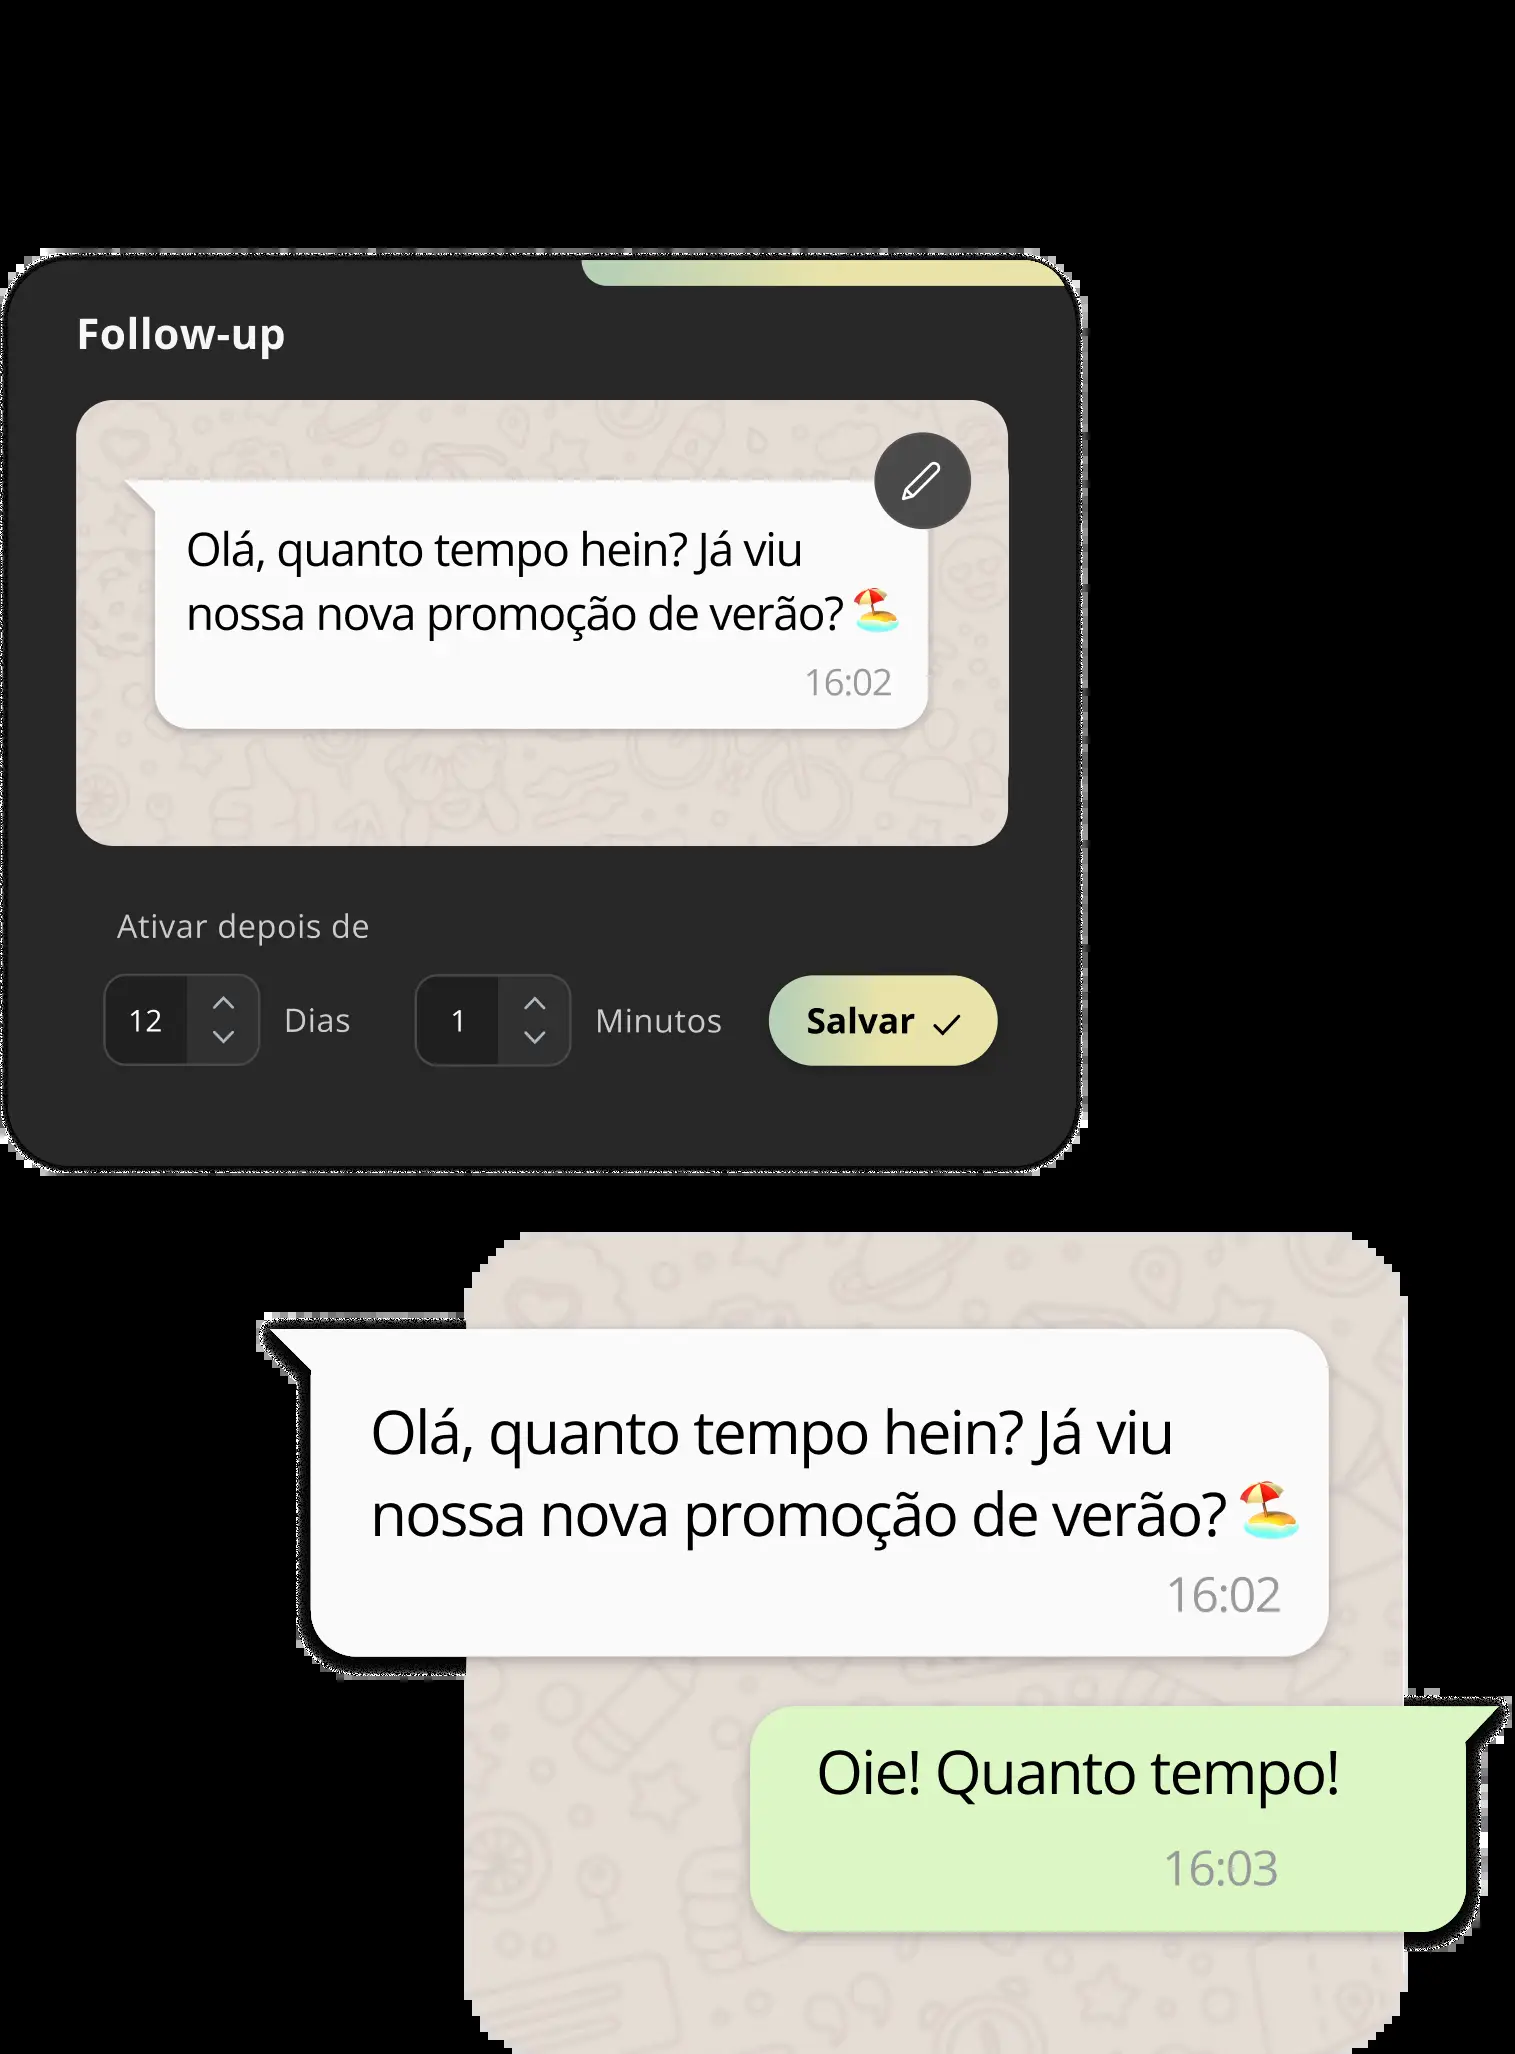 Follow-up
Olá, quanto tempo hein? Já viu
nossa nova promoção de verão? 🏖️
16:02
Ativar depois de
12 Dias 1 Minutos Salvar ✓
Olá, quanto tempo hein? Já viu
nossa nova promoção de verão? 🏖️
16:02
Oie! Quanto tempo!
16:03